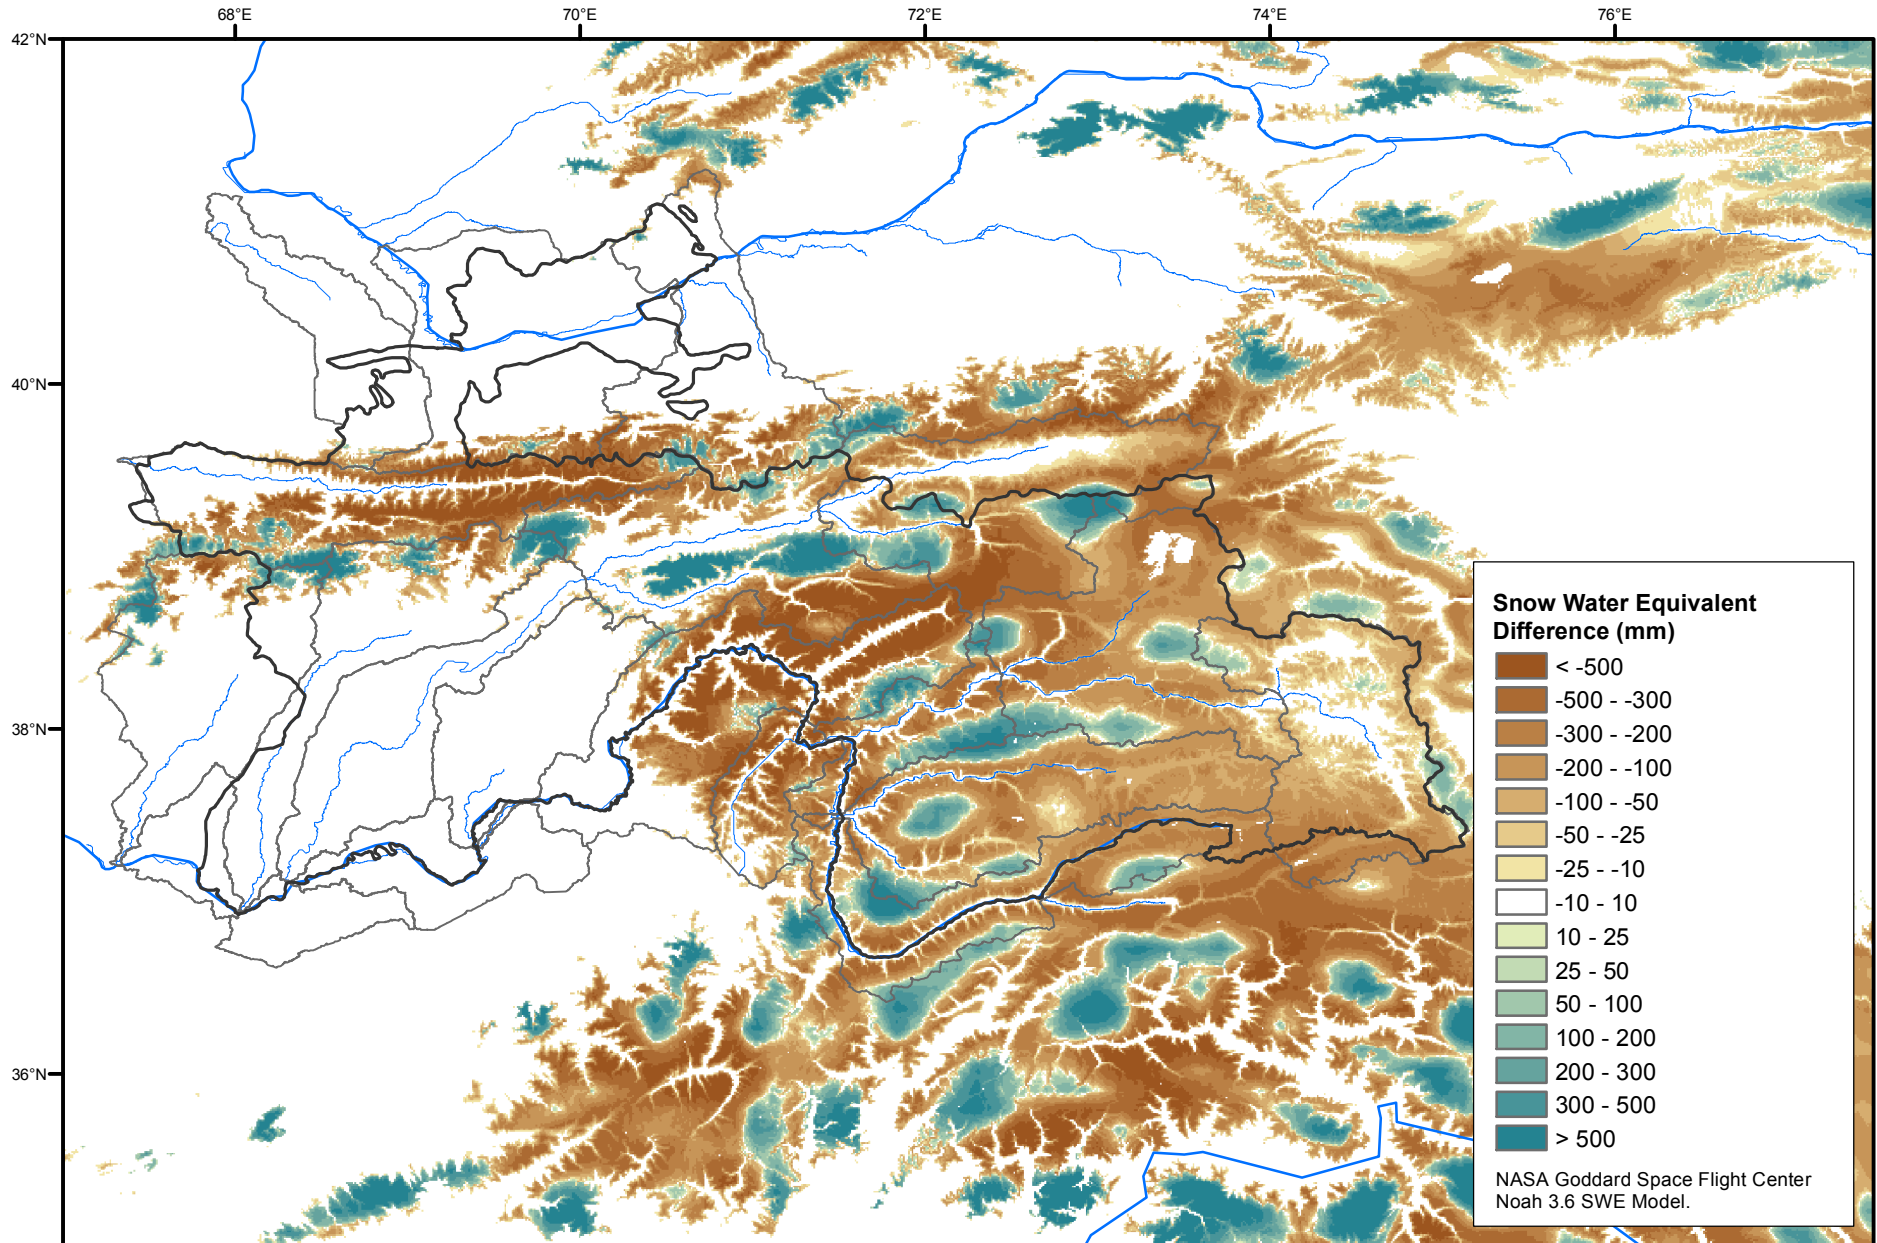 68°E 70°E 72°E 74°E 76°E
42°N
40°N
38°N
36°N
Snow Water Equivalent
Difference (mm)
< -500
-500 - -300
-300 - -200
-200 - -100
-100 - -50
-50 - -25
-25 - -10
-10 - 10
10 - 25
25 - 50
50 - 100
100 - 200
200 - 300
300 - 500
> 500
NASA Goddard Space Flight Center
Noah 3.6 SWE Model.